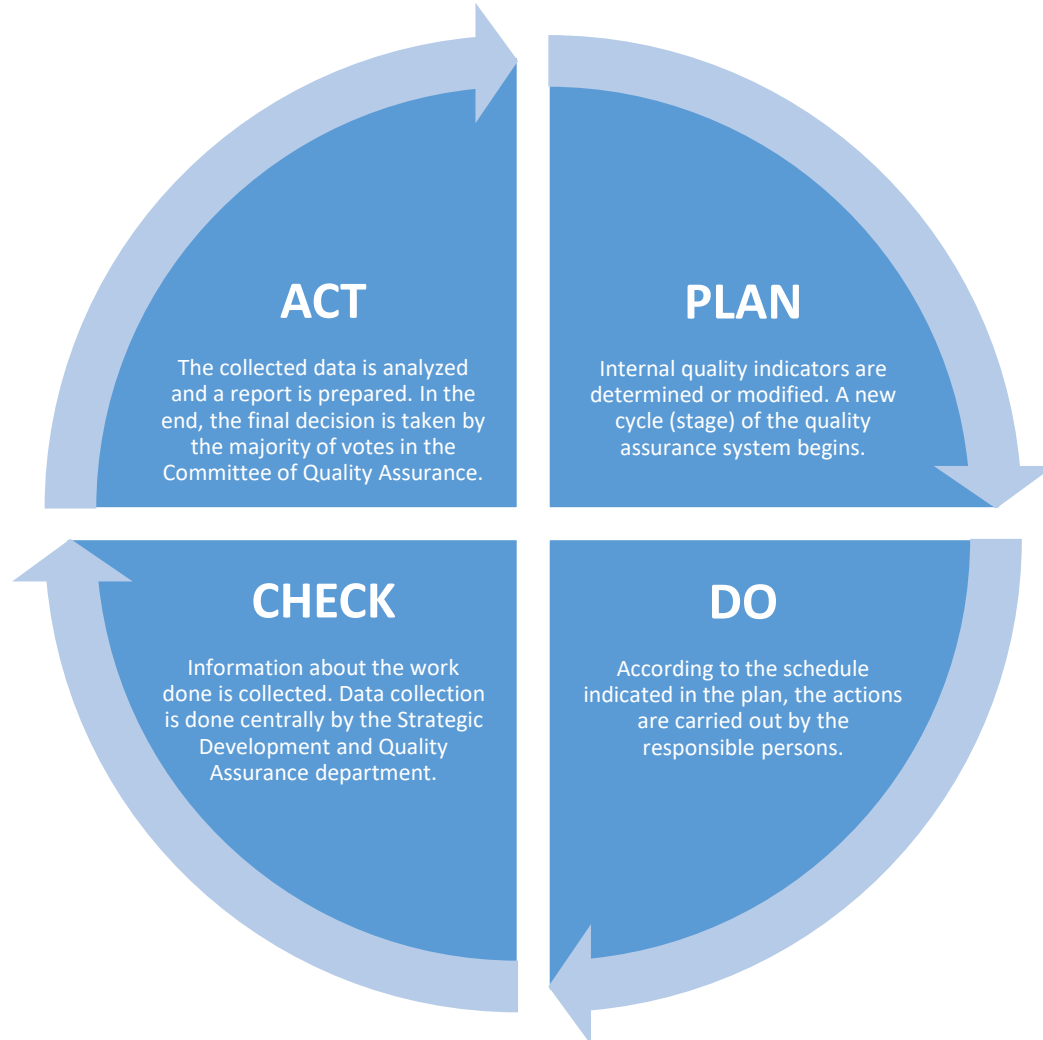 ACT
The collected data is analyzed
and a report is prepared. In the
end, the final decision is taken by
the majority of votes in the
Committee of Quality Assurance.
PLAN
Internal quality indicators are
determined or modified. A new
cycle (stage) of the quality
assurance system begins.
CHECK
Information about the work
done is collected. Data collection
is done centrally by the Strategic
Development and Quality
Assurance department.
DO
According to the schedule
indicated in the plan, the actions
are carried out by the
responsible persons.